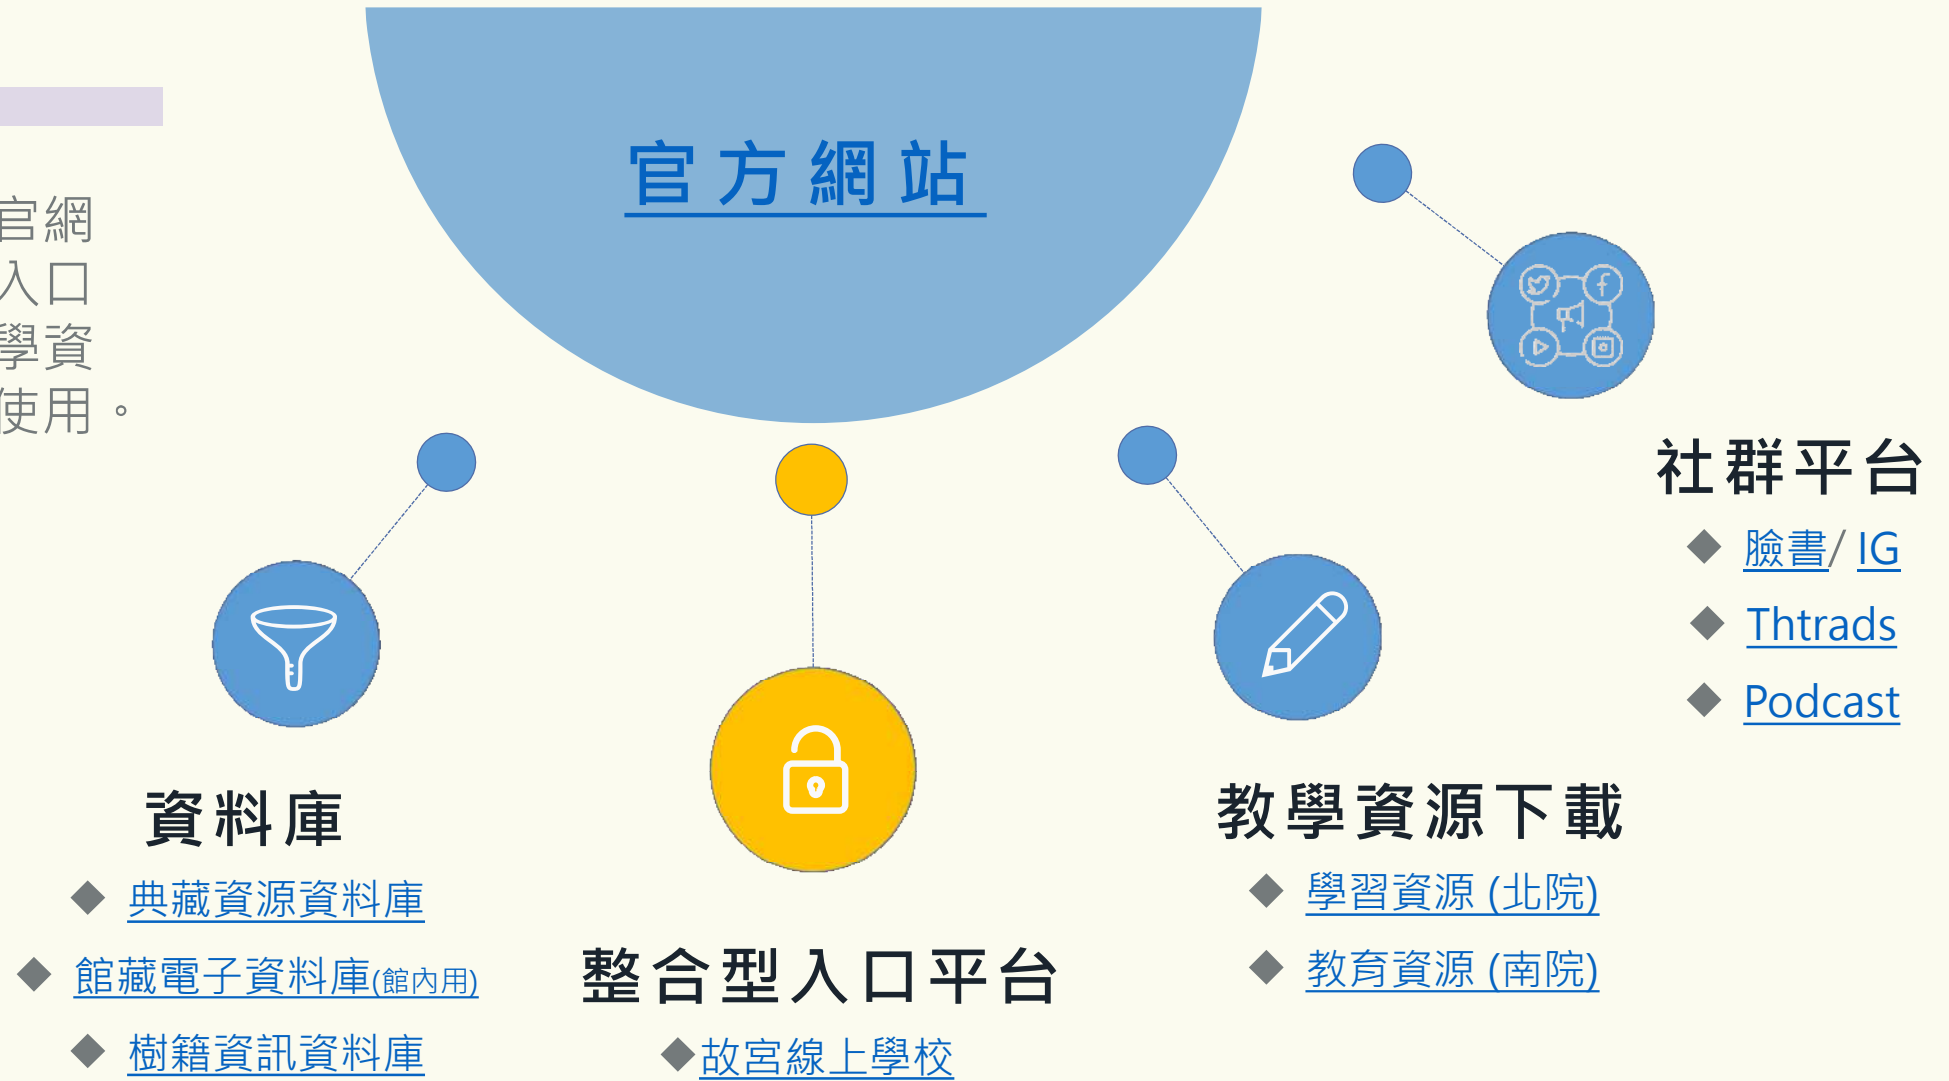 官方網站
官網
入口
學資
使用。
社群平台
◆ 臉書/ IG
◆ Thtrads
◆ Podcast
資料庫
◆ 典藏資源資料庫
◆ 館藏電子資料庫(館內用)
◆ 樹籍資訊資料庫
整合型入口平台
◆故宮線上學校
教學資源下載
◆ 學習資源 (北院)
◆ 教育資源 (南院)